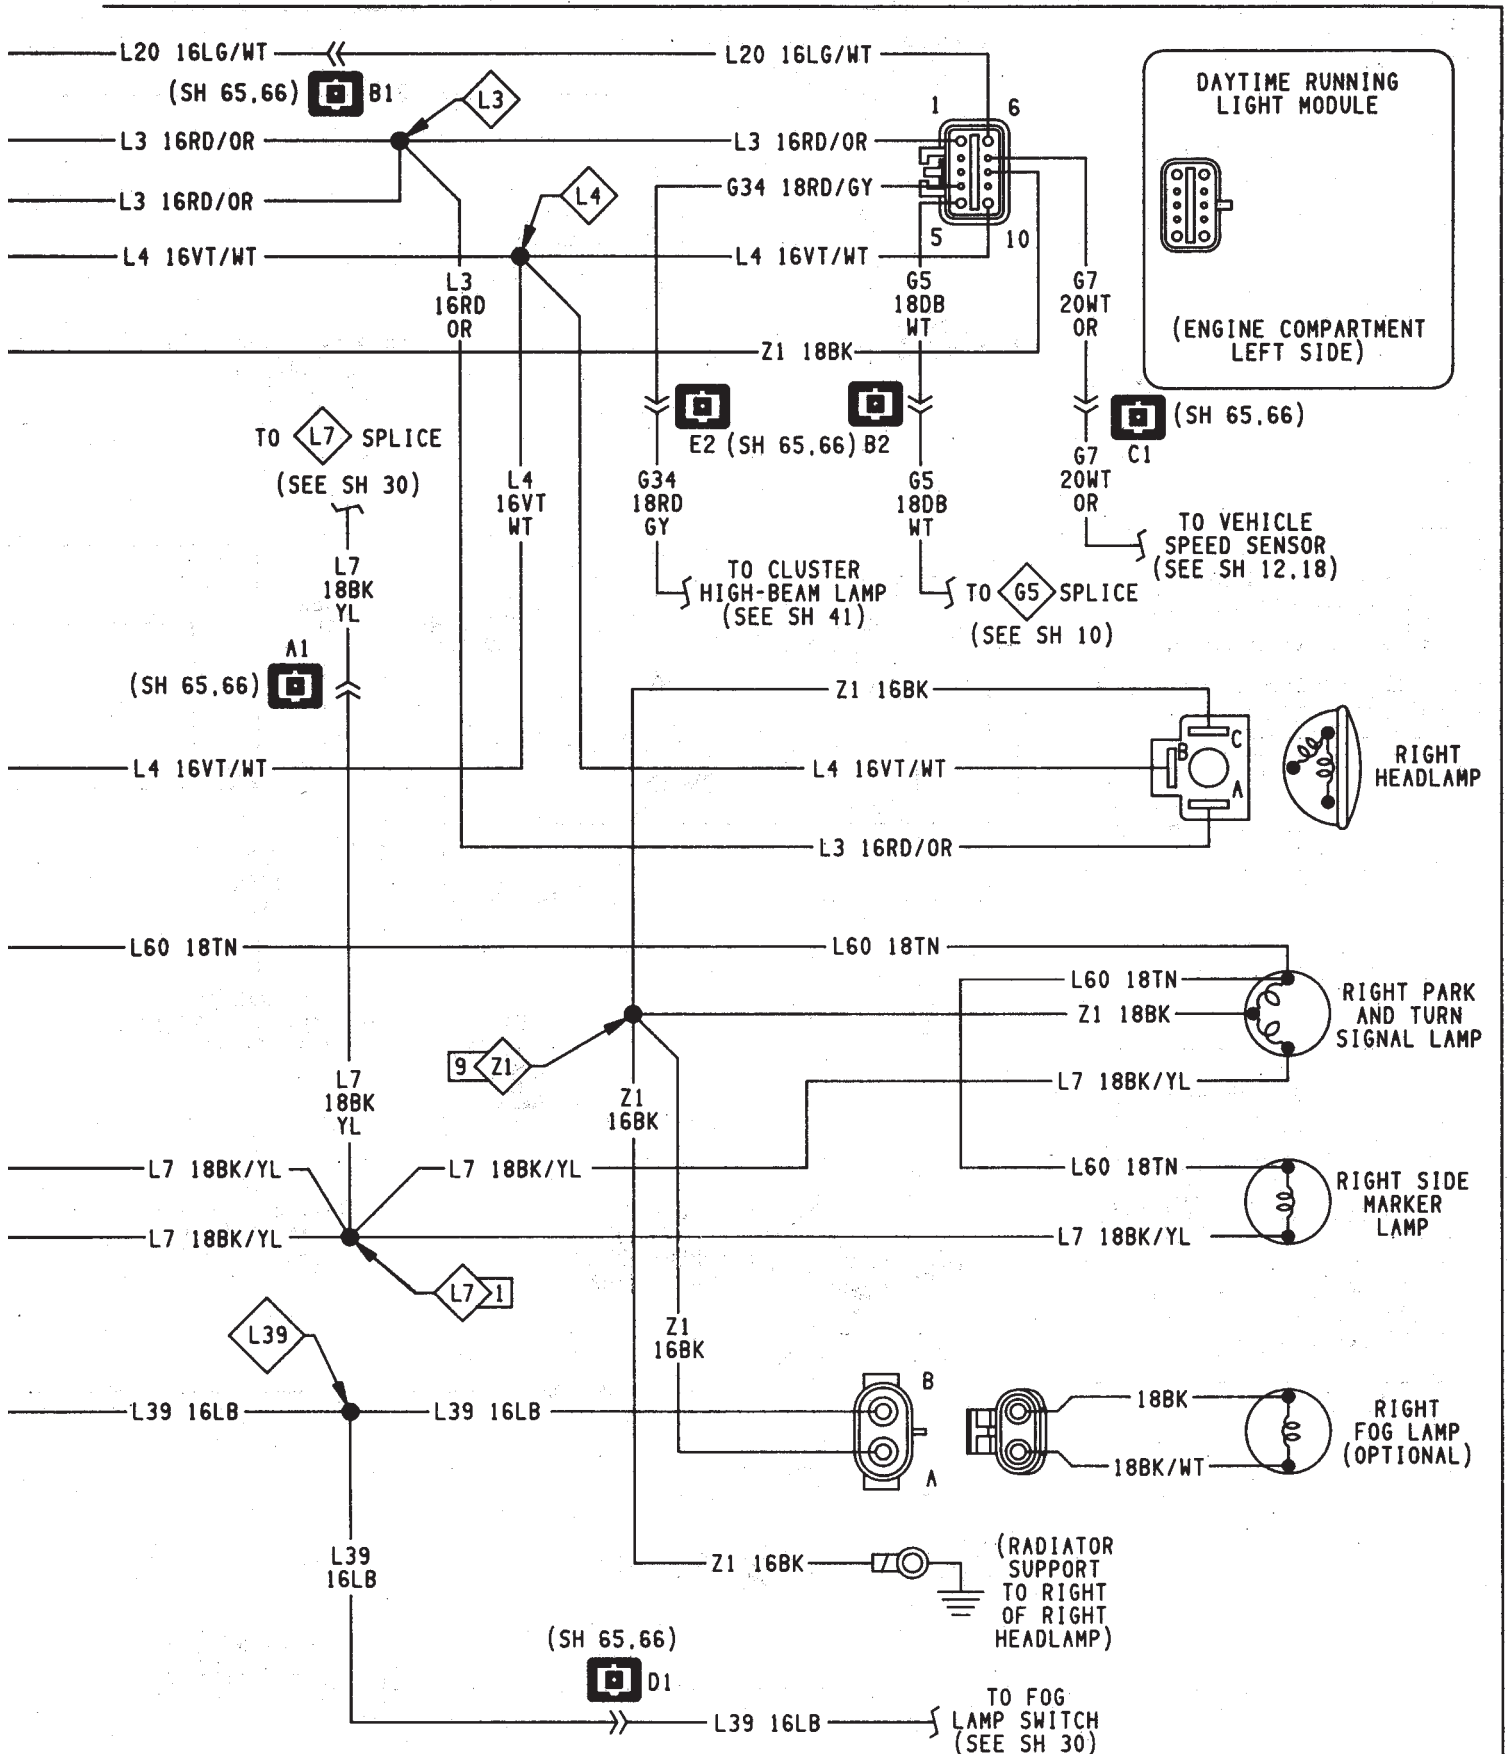 L20 16LG/WT
L20 16LG/WT
(SH 65,66)
B1
L3
1
6
DAYTIME RUNNING
LIGHT MODULE
L3 16RD/OR
L3 16RD/OR
G34 18RD/GY
L3 16RD/OR
L4
5
10
L4 16VT/WT
L4 16VT/WT
L3
16RD
OR
G5
18DB
WT
G7
20WT
OR
(ENGINE COMPARTMENT
LEFT SIDE)
Z1 18BK
TO L7 SPLICE
(SEE SH 30)
E2 (SH 65,66) B2
(SH 65,66)
C1
L4
16VT
WT
G34
18RD
GY
G5
18DB
WT
G7
20WT
OR
TO VEHICLE
SPEED SENSOR
(SEE SH 12,18)
L7
18BK
YL
TO CLUSTER
HIGH-BEAM LAMP
(SEE SH 41)
TO G5 SPLICE
(SEE SH 10)
A1
(SH 65,66)
Z1 16BK
C
B
A
RIGHT
HEADLAMP
L4 16VT/WT
L4 16VT/WT
L3 16RD/OR
L60 18TN
L60 18TN
L60 18TN
Z1 18BK
RIGHT PARK
AND TURN
SIGNAL LAMP
9 Z1
L7
18BK
YL
Z1
16BK
L7 18BK/YL
L7 18BK/YL
L7 18BK/YL
L60 18TN
RIGHT SIDE
MARKER
LAMP
L7 18BK/YL
L7 18BK/YL
L7 1
L39
Z1
16BK
B
A
L39 16LB
L39 16LB
18BK
18BK/WT
RIGHT
FOG LAMP
(OPTIONAL)
L39
16LB
Z1 16BK
(RADIATOR
SUPPORT
TO RIGHT
OF RIGHT
HEADLAMP)
(SH 65,66)
D1
L39 16LB
TO FOG
LAMP SWITCH
(SEE SH 30)